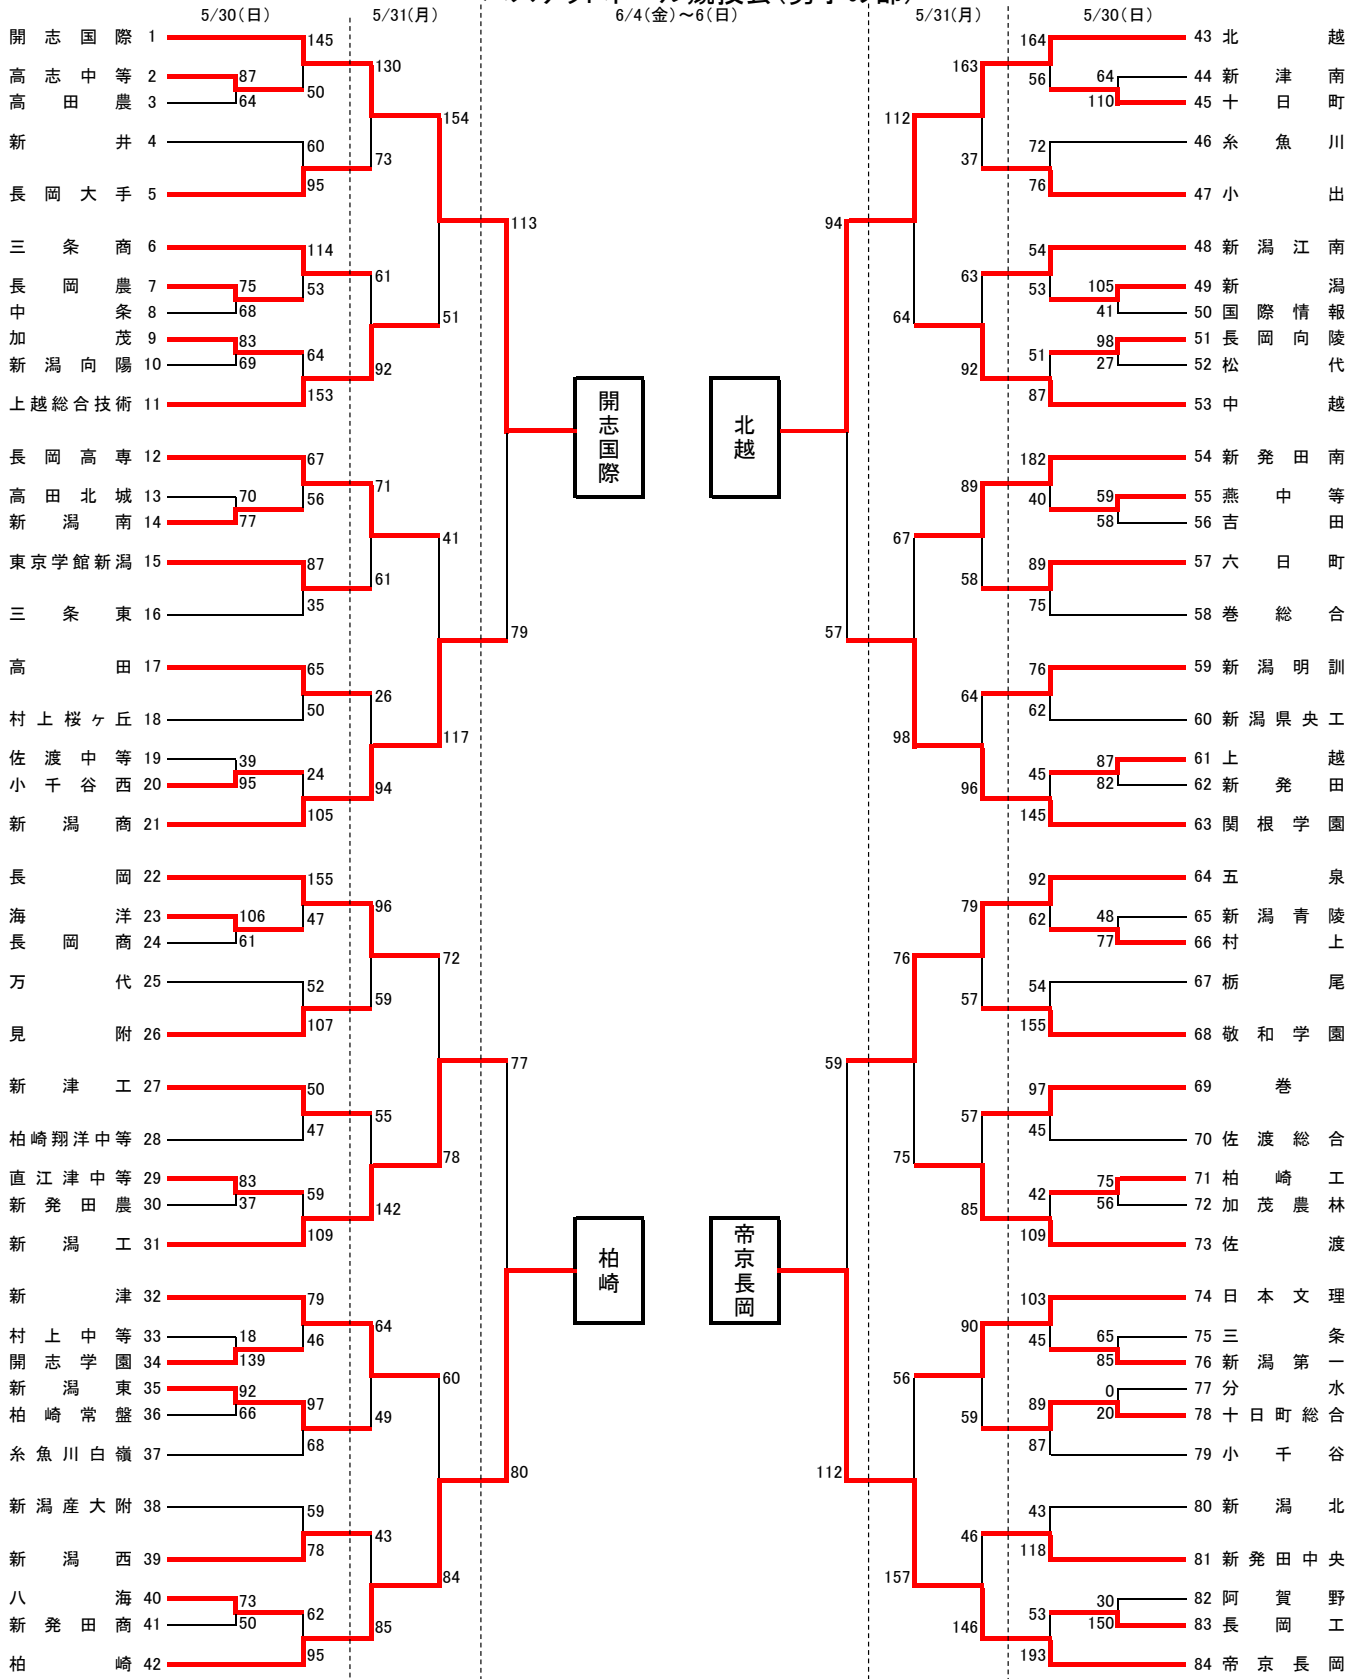 バスケットボール競技会(男子の部)
5/30(日) 5/31(月) 6/4(金)～6(日) 5/31(月) 5/30(日)
開志国際 1 145 164 43 北越
130 163
高志中等 2 87 50 56 64 44 新津南
高田農 3 64 110 45 十日町
154 112
新井 4 60 72 46 糸魚川
73 37
長岡大手 5 95 76 47 小出
113 94
三条商 6 114 54 48 新潟江南
61 63
長岡農 7 75 53 53 105 49 新潟
中条 8 68 41 50 国際情報
51 64
加茂 9 83 64 51 98 51 長岡向陵
新潟向陽 10 69 27 52 松代
92 92
上越総合技術 11 153 87 53 中越
開志国際 北越
長岡高専 12 67 182 54 新発田南
71 89
高田北城 13 70 56 40 59 55 燕中等
新潟南 14 77 58 56 吉田
41 67
東京学館新潟 15 87 89 57 六日町
61 58
三条東 16 35 75 58 巻総合
79 57
高田 17 65 76 59 新潟明訓
26 64
村上桜ヶ丘 18 50 62 60 新潟県央工
117 98
佐渡中等 19 39 24 45 87 61 上越
小千谷西 20 95 82 62 新発田
94 96
新潟商 21 105 145 63 関根学園
長岡 22 155 92 64 五泉
96 79
海洋 23 106 47 62 48 65 新潟青陵
長岡商 24 61 77 66 村上
72 76
万代 25 52 54 67 栃尾
59 57
見附 26 107 155 68 敬和学園
77 59
新津工 27 50 97 69 巻
55 57
柏崎翔洋中等 28 47 45 70 佐渡総合
78 75
直江津中等 29 83 59 42 75 71 柏崎工
新発田農 30 37 56 72 加茂農林
142 85
新潟工 31 109 109 73 佐渡
柏崎 帝京長岡
新津 32 79 103 74 日本文理
64 90
村上中等 33 18 46 45 65 75 三条
開志学園 34 139 85 76 新潟第一
60 56
新潟東 35 92 97 89 0 77 分水
柏崎常盤 36 66 20 78 十日町総合
49 59
糸魚川白嶺 37 68 87 79 小千谷
80 112
新潟産大附 38 59 43 80 新潟北
43 46
新潟西 39 78 118 81 新発田中央
84 157
八海 40 73 62 53 30 82 阿賀野
新発田商 41 50 150 83 長岡工
85 146
柏崎 42 95 193 84 帝京長岡